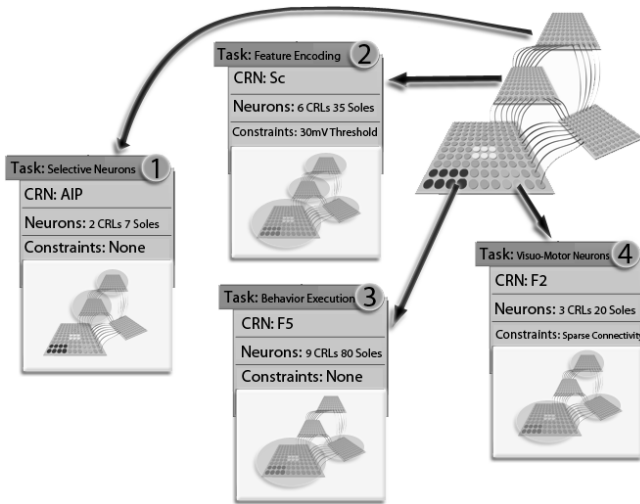 Task: Selective Neurons 1
CRN: AIP
Neurons: 2 CRLs 7 Soles
Constraints: None
Task: Feature Encoding 2
CRN: Sc
Neurons: 6 CRLs 35 Soles
Constraints: 30mV Threshold
Task: Behavior Execution 3
CRN: F5
Neurons: 9 CRLs 80 Soles
Constraints: None
Task: Visuo-Motor Neurons 4
CRN: F2
Neurons: 3 CRLs 20 Soles
Constraints: Sparse Connectivity